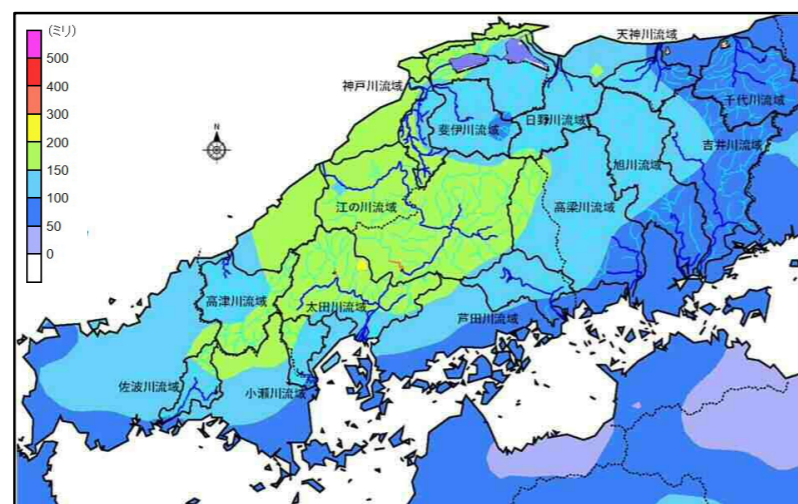 (ミリ)
500
400
300
200
150
100
50
0
N
天神川流域
神戸川流域
千代川流域
斐伊川流域
日野川流域
吉井川流域
旭川流域
江の川流域
高梁川流域
高津川流域
太田川流域
芦田川流域
佐波川流域
小瀬川流域